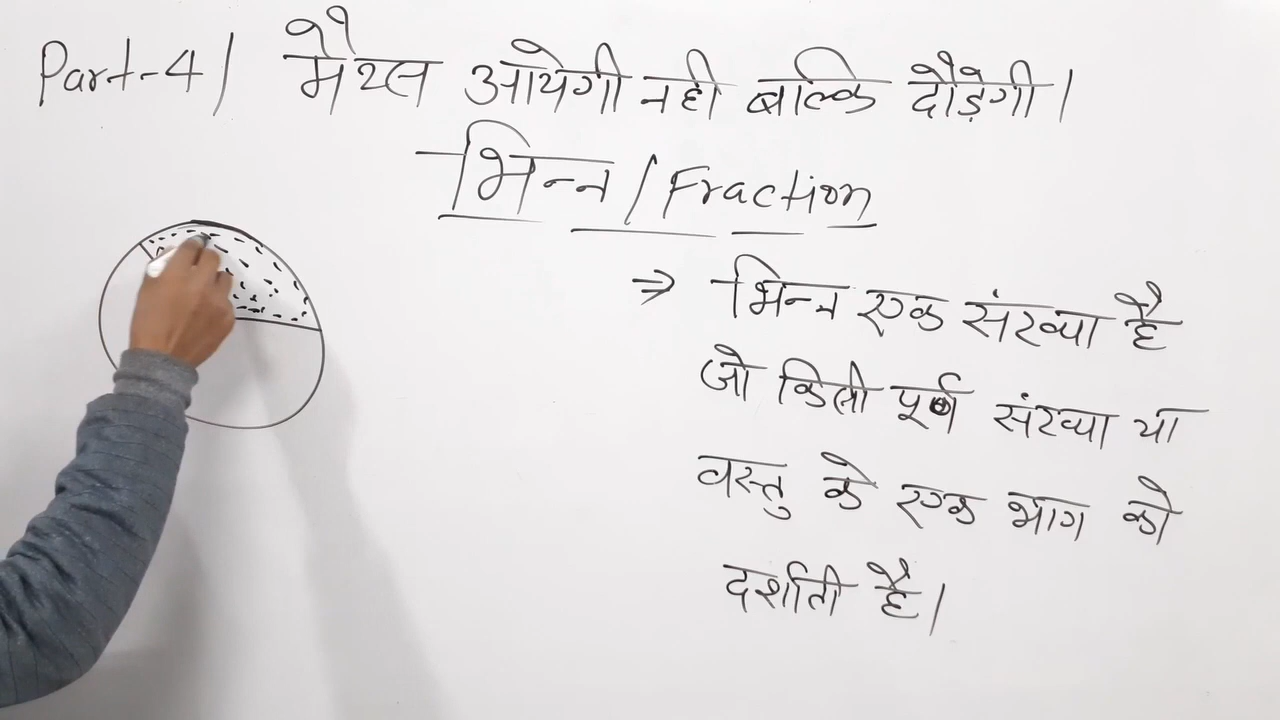 Part-4| मैथ्स आयेगी नही बल्कि दौड़ेगी।
भिन्न / Fraction
⇒ भिन्न एक संख्या है
जो किसी पूर्ण संख्या या
वस्तु के एक भाग को
दर्शाती है।